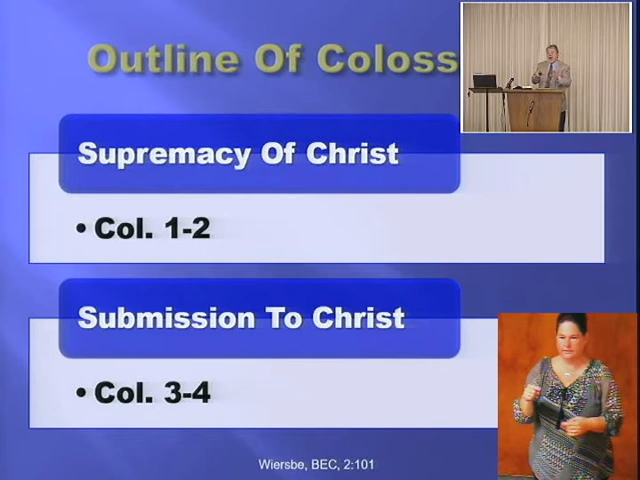 Outline Of Coloss
Supremacy Of Christ
• Col. 1-2
Submission To Christ
• Col. 3-4
Wiersbe, BEC, 2:101